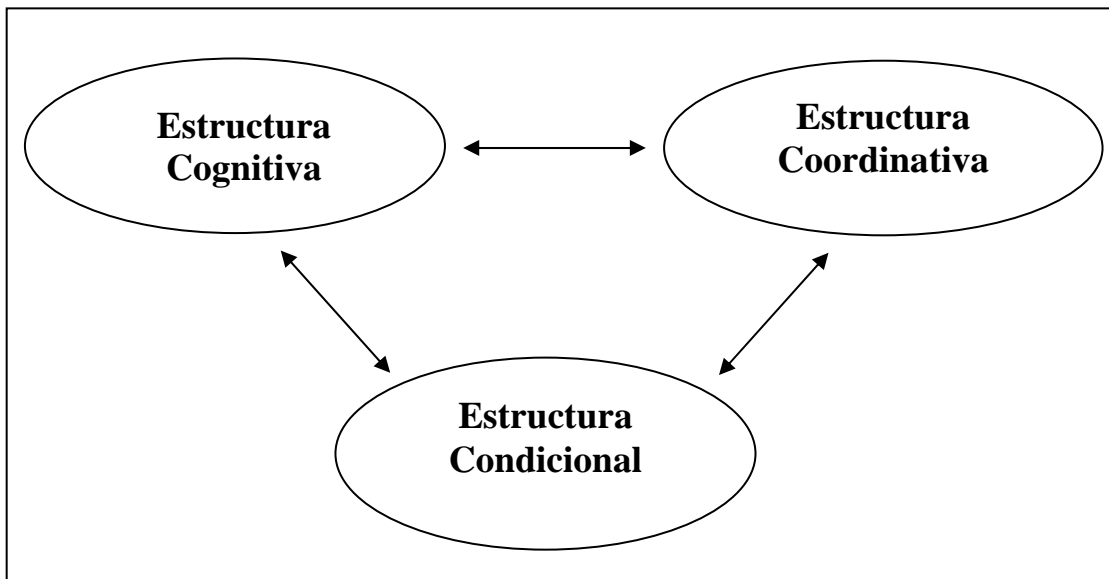 Estructura
Cognitiva
Estructura
Coordinativa
Estructura
Condicional